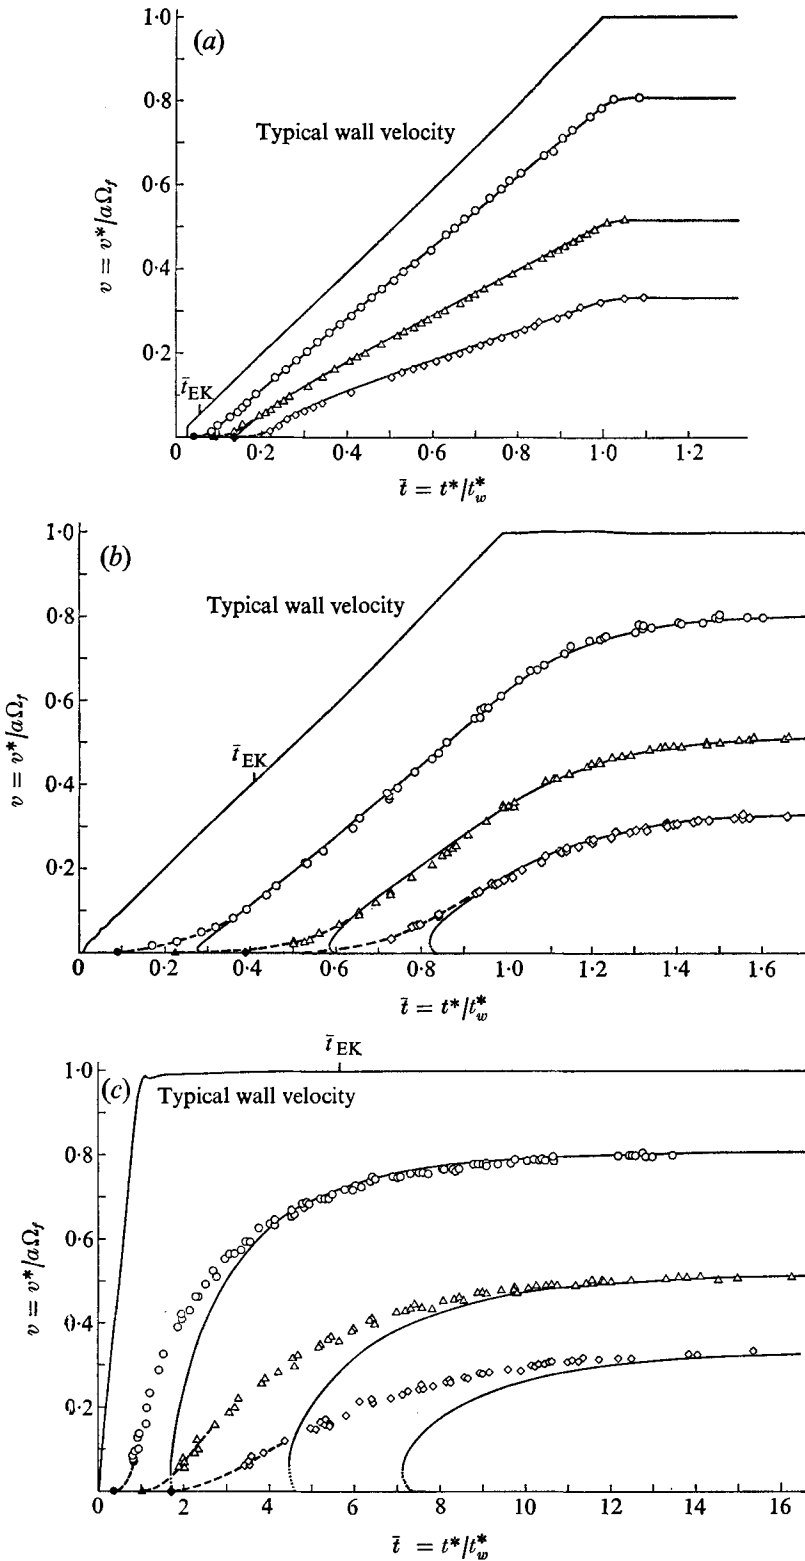 (a)
1·0
0·8
0·6
0·4
0·2
v = v*/aΩf
Typical wall velocity
t̄EK
0
0·2
0·4
0·6
0·8
1·0
1·2
t̄ = t*/t*w
(b)
1·0
0·8
0·6
0·4
0·2
v = v*/aΩf
Typical wall velocity
t̄EK
0
0·2
0·4
0·6
0·8
1·0
1·2
1·4
1·6
t̄ = t*/t*w
t̄EK
(c)
1·0
0·8
0·6
0·4
0·2
v = v*/aΩf
Typical wall velocity
0
2
4
6
8
10
12
14
16
t̄ = t*/t*w